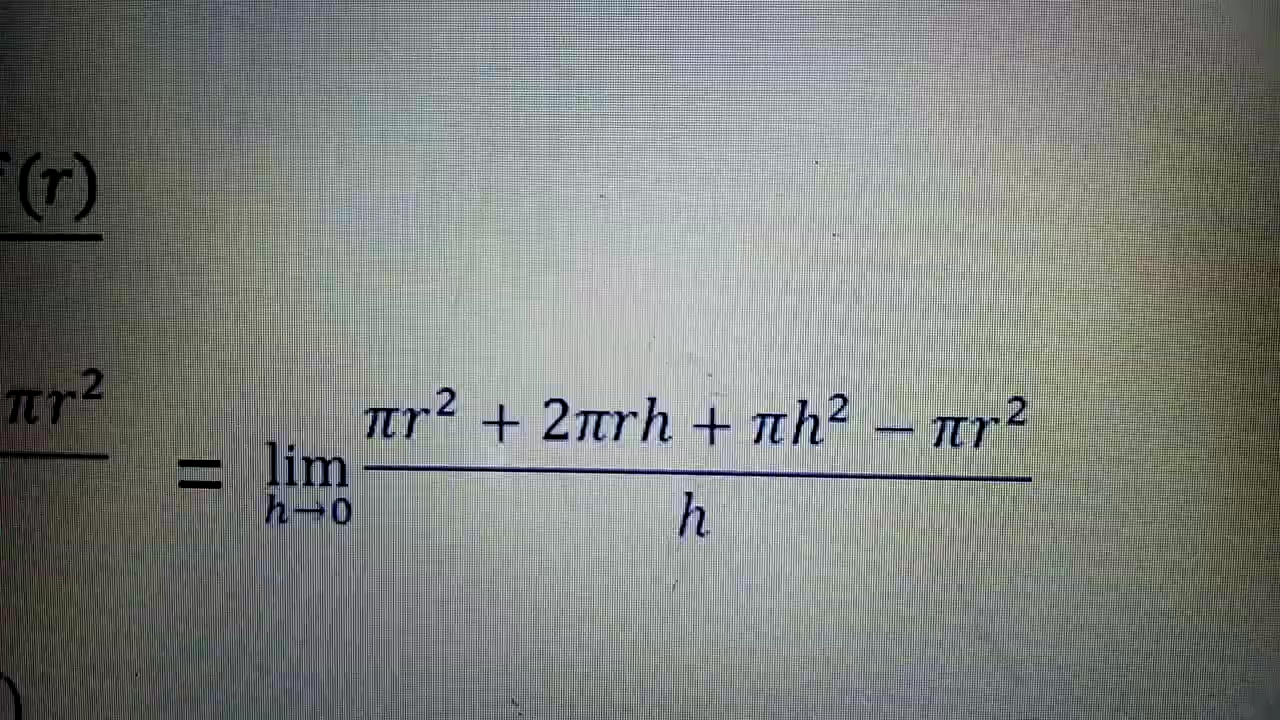 f(r)
πr² = lim h→0 (πr² + 2πrh + πh² − πr²) / h
)